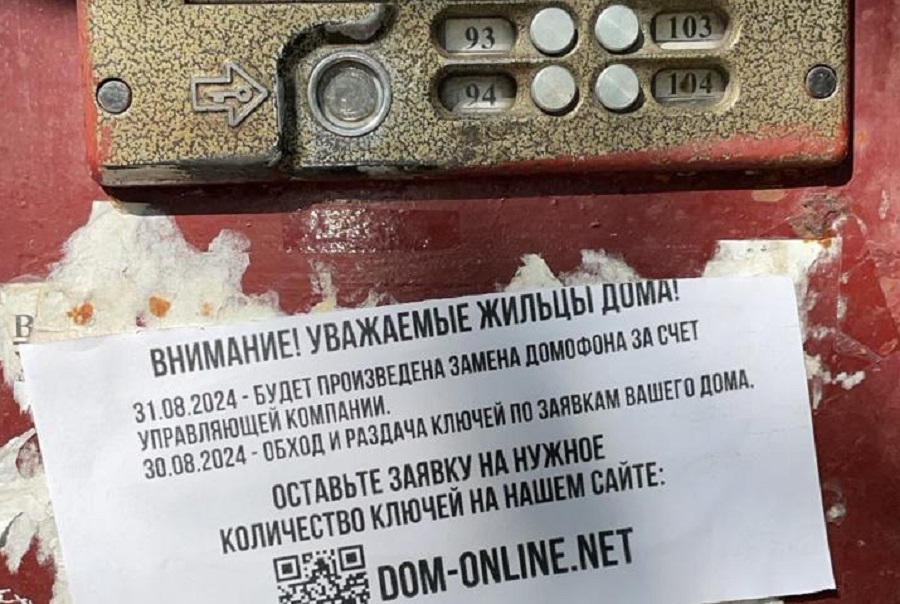 93
103
94
104
В
ВНИМАНИЕ! УВАЖАЕМЫЕ ЖИЛЬЦЫ ДОМА!
31.08.2024 - БУДЕТ ПРОИЗВЕДЕНА ЗАМЕНА ДОМОФОНА ЗА СЧЕТ
УПРАВЛЯЮЩЕЙ КОМПАНИИ.
30.08.2024 - ОБХОД И РАЗДАЧА КЛЮЧЕЙ ПО ЗАЯВКАМ ВАШЕГО ДОМА.
ОСТАВЬТЕ ЗАЯВКУ НА НУЖНОЕ
КОЛИЧЕСТВО КЛЮЧЕЙ НА НАШЕМ САЙТЕ:
DOM-ONLINE.NET